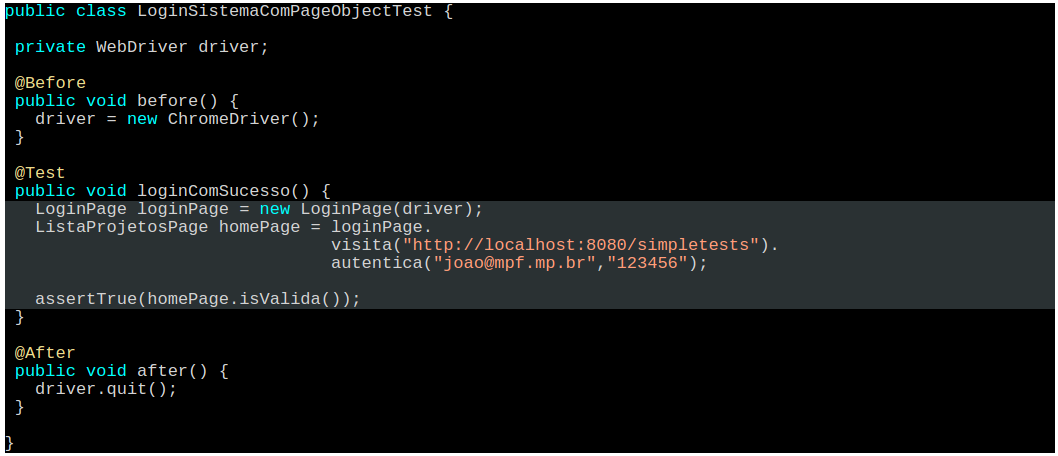 public class LoginSistemaComPageObjectTest {
private WebDriver driver;
@Before
public void before() {
driver = new ChromeDriver();
}
@Test
public void loginComSucesso() {
LoginPage loginPage = new LoginPage(driver);
ListaProjetosPage homePage = loginPage.
visita("http://localhost:8080/simpletests").
autentica("joao@mpf.mp.br","123456");
assertTrue(homePage.isValida());
}
@After
public void after() {
driver.quit();
}
}